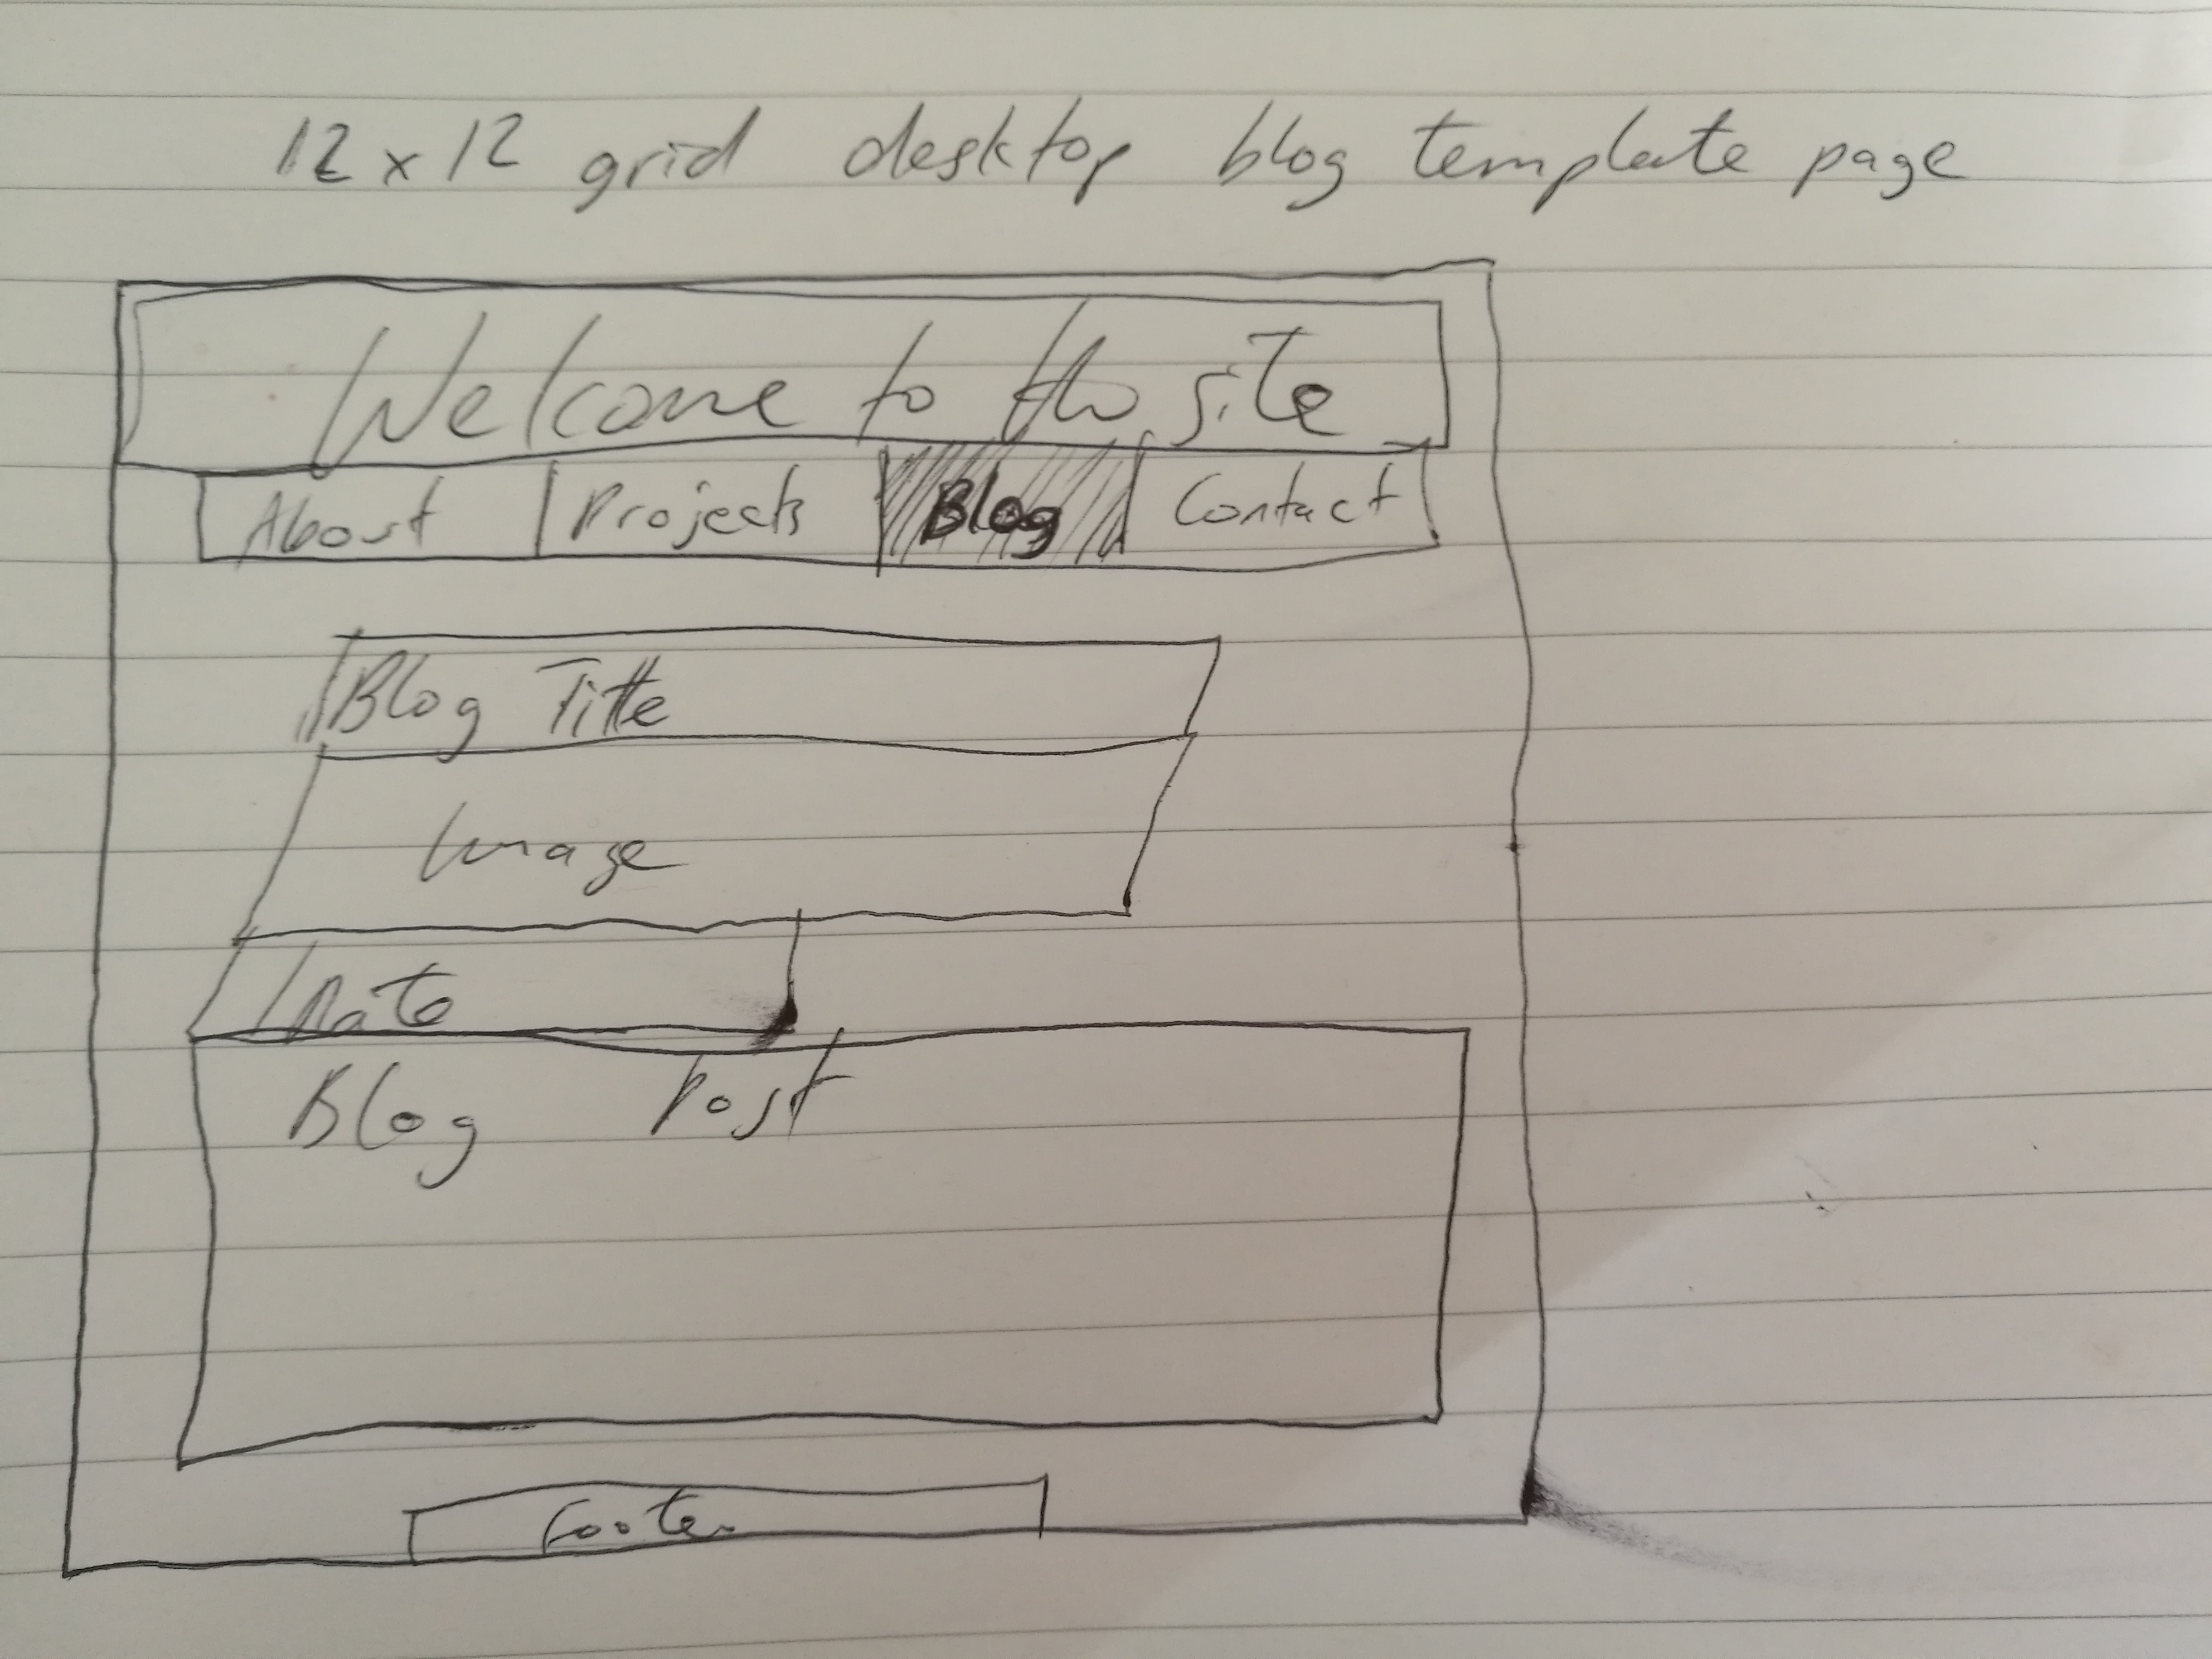 12 x 12 grid desktop blog template page
Welcome to the site
About Projects Blog Contact
Blog Title
Image
Date
Blog Post
Footer